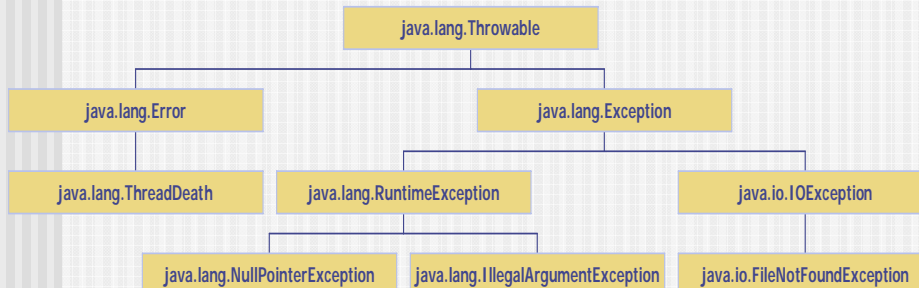 java.lang.Throwable
java.lang.Error
java.lang.Exception
java.lang.ThreadDeath
java.lang.RuntimeException
java.io.IOException
java.lang.NullPointerException
java.lang.IllegalArgumentException
java.io.FileNotFoundException